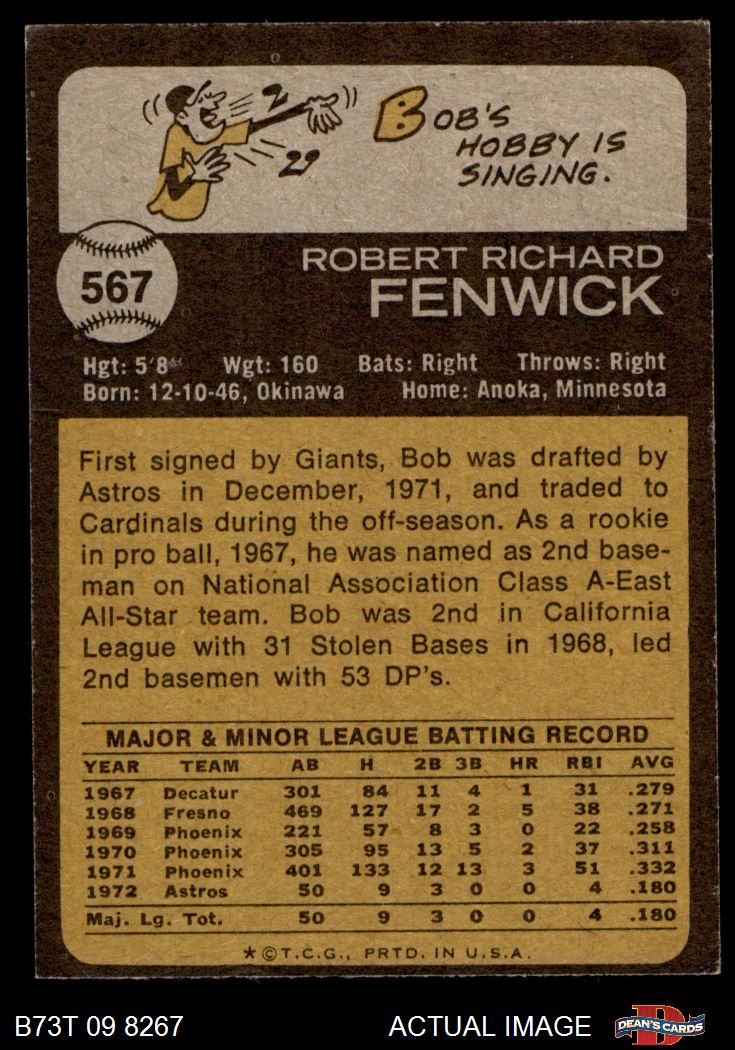 BOB'S
HOBBY IS
SINGING.
567
ROBERT RICHARD
FENWICK
Hgt: 5'8" Wgt: 160 Bats: Right Throws: Right
Born: 12-10-46, Okinawa Home: Anoka, Minnesota
First signed by Giants, Bob was drafted by
Astros in December, 1971, and traded to
Cardinals during the off-season. As a rookie
in pro ball, 1967, he was named as 2nd base-
man on National Association Class A-East
All-Star team. Bob was 2nd in California
League with 31 Stolen Bases in 1968, led
2nd basemen with 53 DP's.
MAJOR & MINOR LEAGUE BATTING RECORD
YEAR TEAM AB H 2B 3B HR RBI AVG
1967 Decatur 301 84 11 4 1 31 .279
1968 Fresno 469 127 17 2 5 38 .271
1969 Phoenix 221 57 8 3 0 22 .258
1970 Phoenix 305 95 13 5 2 37 .311
1971 Phoenix 401 133 12 13 3 51 .332
1972 Astros 50 9 3 0 0 4 .180
Maj. Lg. Tot. 50 9 3 0 0 4 .180
*©T.C.G., PRTD. IN U.S.A.
B73T 09 8267 ACTUAL IMAGE DEAN'S CARDS